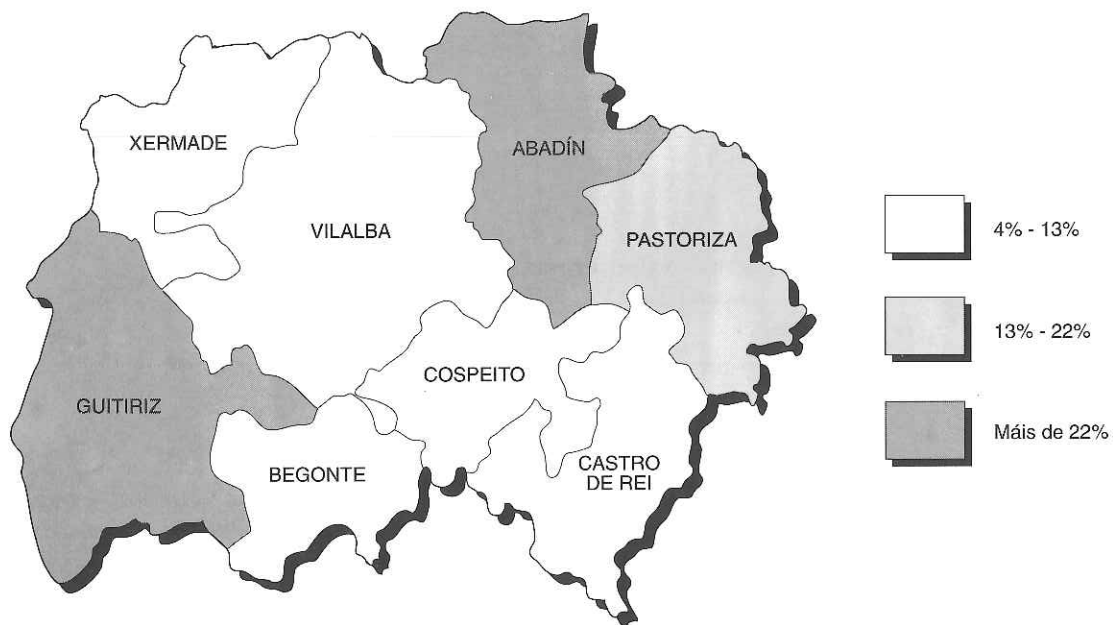 XERMADE
ABADÍN
VILALBA
PASTORIZA
COSPEITO
GUITIRIZ
BEGONTE
CASTRO
DE REI
4% - 13%
13% - 22%
Máis de 22%